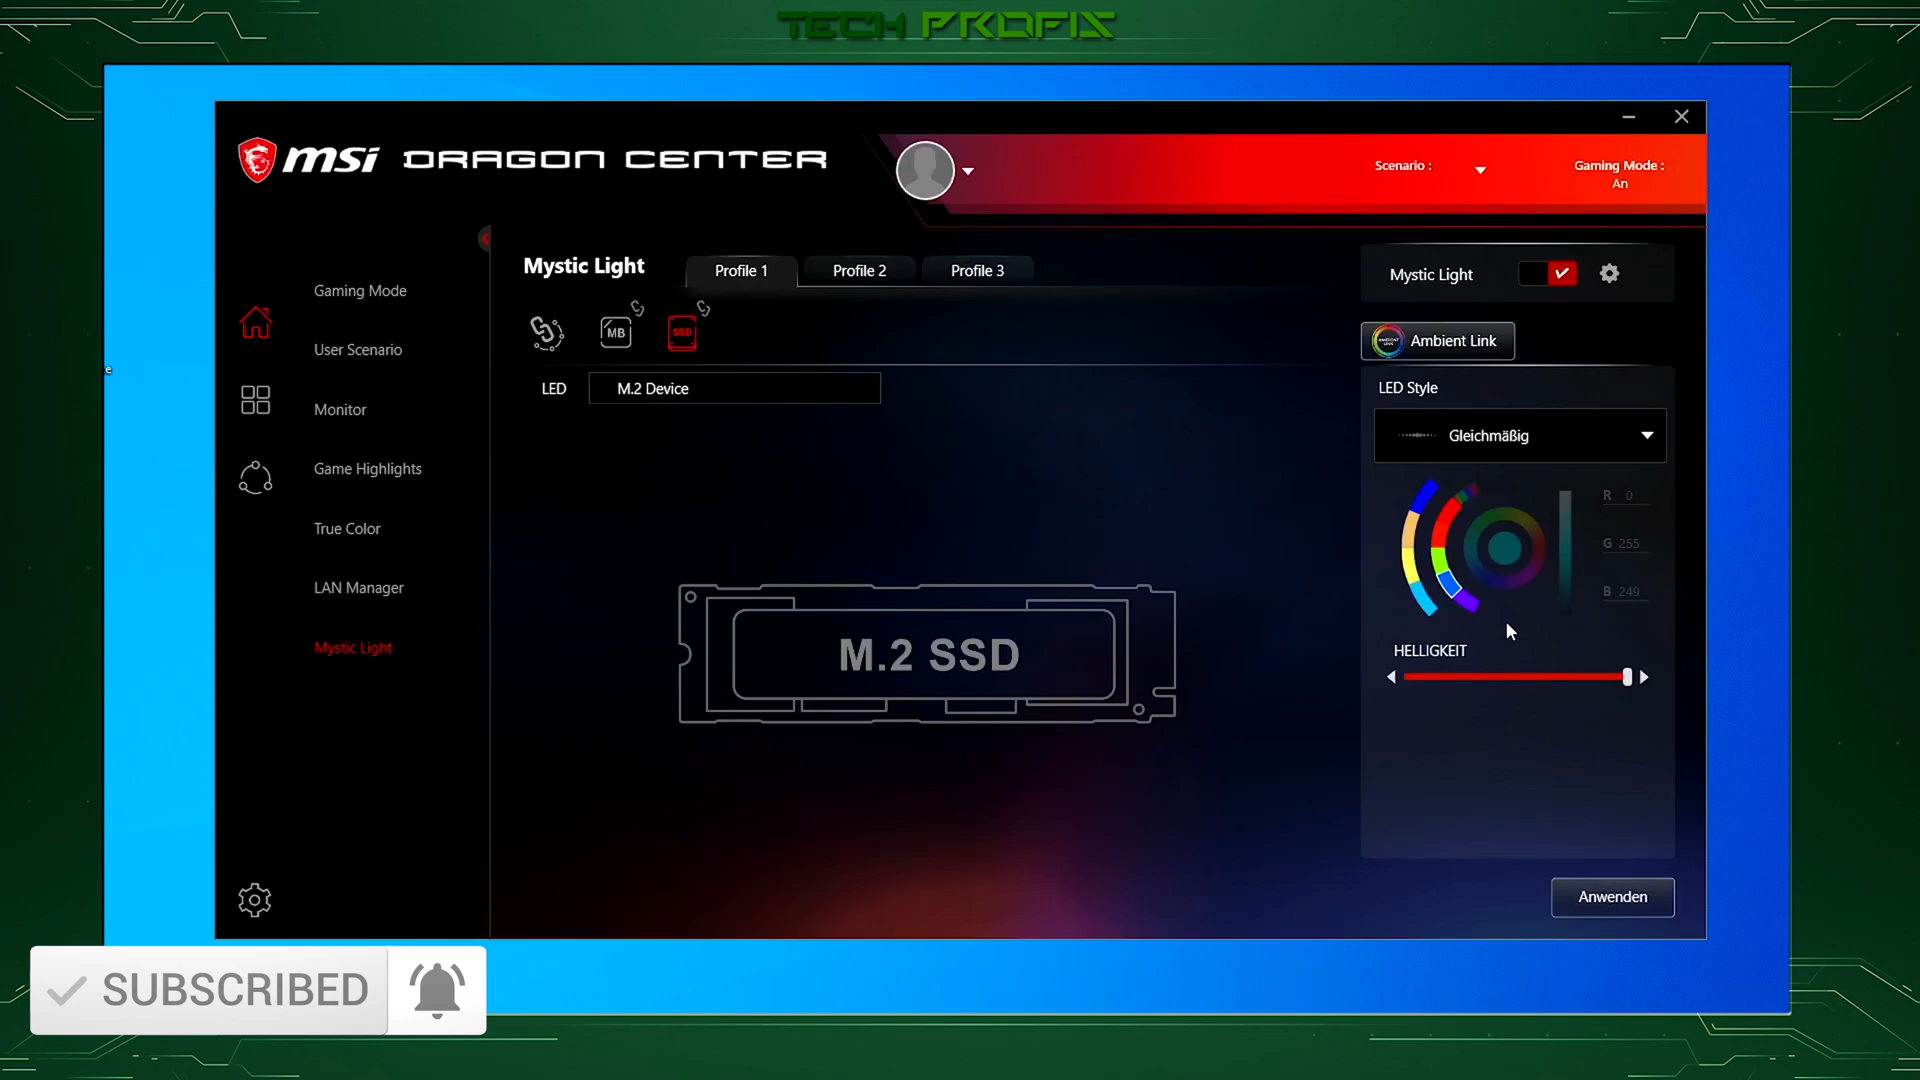 TECH PROFIS
msi DRAGON CENTER
Scenario :
Gaming Mode :
An
Mystic Light
Profile 1
Profile 2
Profile 3
Mystic Light
Gaming Mode
User Scenario
Monitor
Game Highlights
True Color
LAN Manager
Mystic Light
MB
SSD
Ambient Link
LED
M.2 Device
LED Style
Gleichmäßig
R 0
G 255
B 249
M.2 SSD
HELLIGKEIT
Anwenden
e
SUBSCRIBED